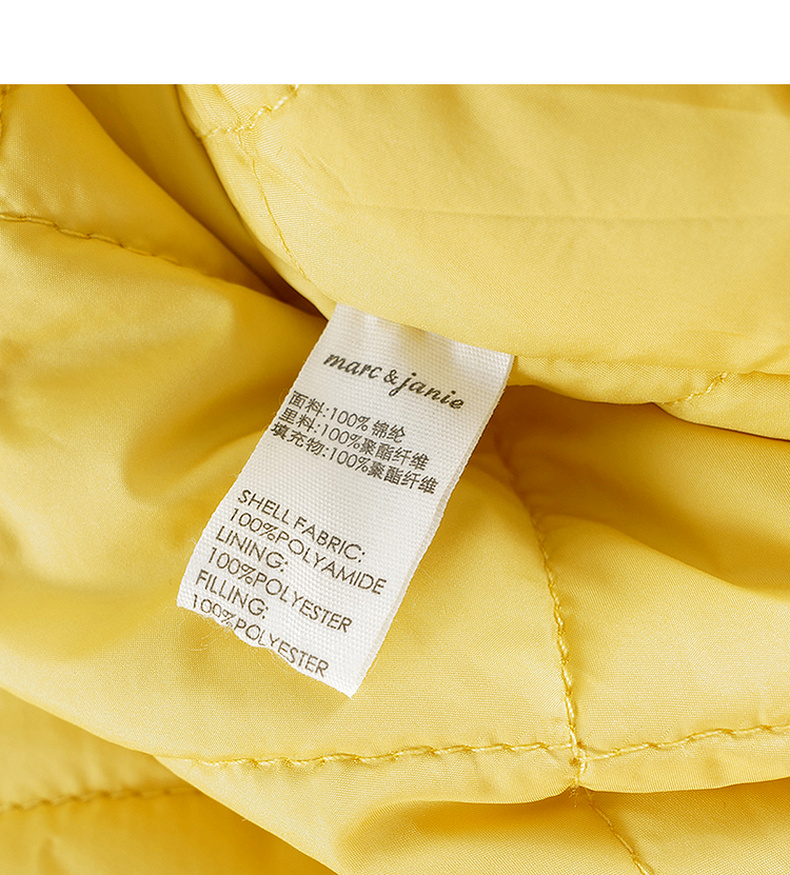 marc & janie
面料:100%锦纶
里料:100%聚酯纤维
填充物:100%聚酯纤维
SHELL FABRIC:
100%POLYAMIDE
LINING:
100%POLYESTER
FILLING:
100%POLYESTER